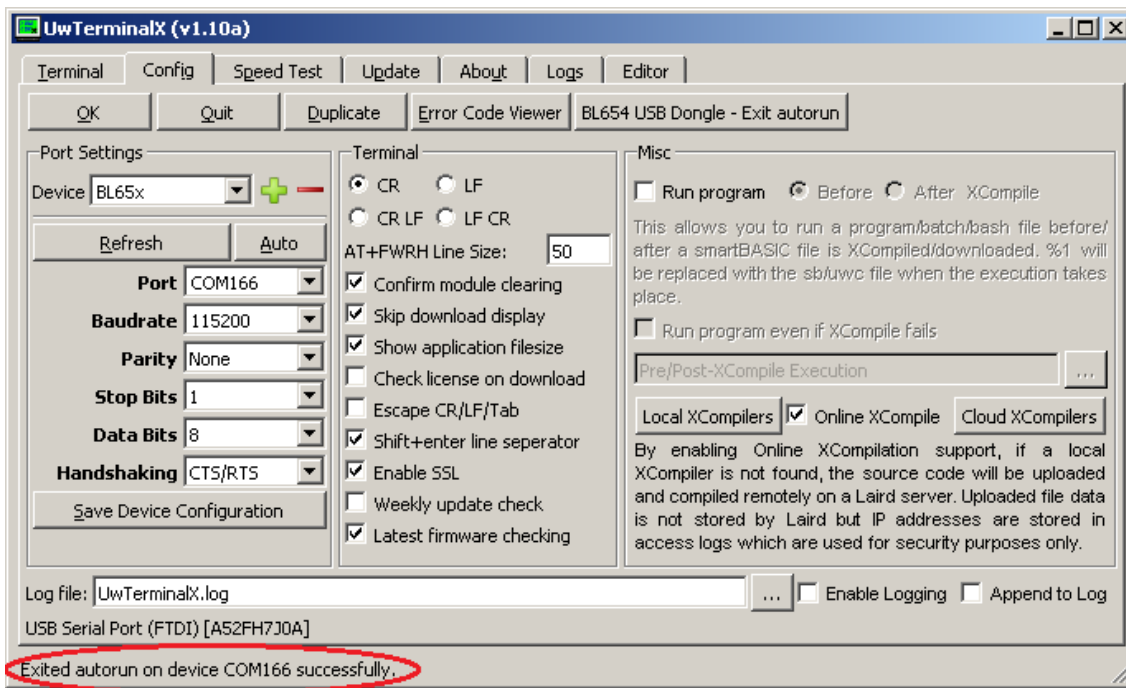 UwTerminalX (v1.10a)
Terminal Config Speed Test Update About Logs Editor
OK Quit Duplicate Error Code Viewer BL654 USB Dongle - Exit autorun
Port Settings
Device BL65x
Refresh Auto
Port COM166
Baudrate 115200
Parity None
Stop Bits 1
Data Bits 8
Handshaking CTS/RTS
Save Device Configuration
Terminal
CR LF
CR LF LF CR
AT+FWRH Line Size: 50
Confirm module clearing
Skip download display
Show application filesize
Check license on download
Escape CR/LF/Tab
Shift+enter line seperator
Enable SSL
Weekly update check
Latest firmware checking
Misc
Run program Before After XCompile
This allows you to run a program/batch/bash file before/
after a smartBASIC file is XCompiled/downloaded. %1 will
be replaced with the sb/uwc file when the execution takes
place.
Run program even if XCompile fails
Pre/Post-XCompile Execution ...
Local XCompilers Online XCompile Cloud XCompilers
By enabling Online XCompilation support, if a local
XCompiler is not found, the source code will be uploaded
and compiled remotely on a Laird server. Uploaded file data
is not stored by Laird but IP addresses are stored in
access logs which are used for security purposes only.
Log file: UwTerminalX.log ... Enable Logging Append to Log
USB Serial Port (FTDI) [A52FH7J0A]
Exited autorun on device COM166 successfully.